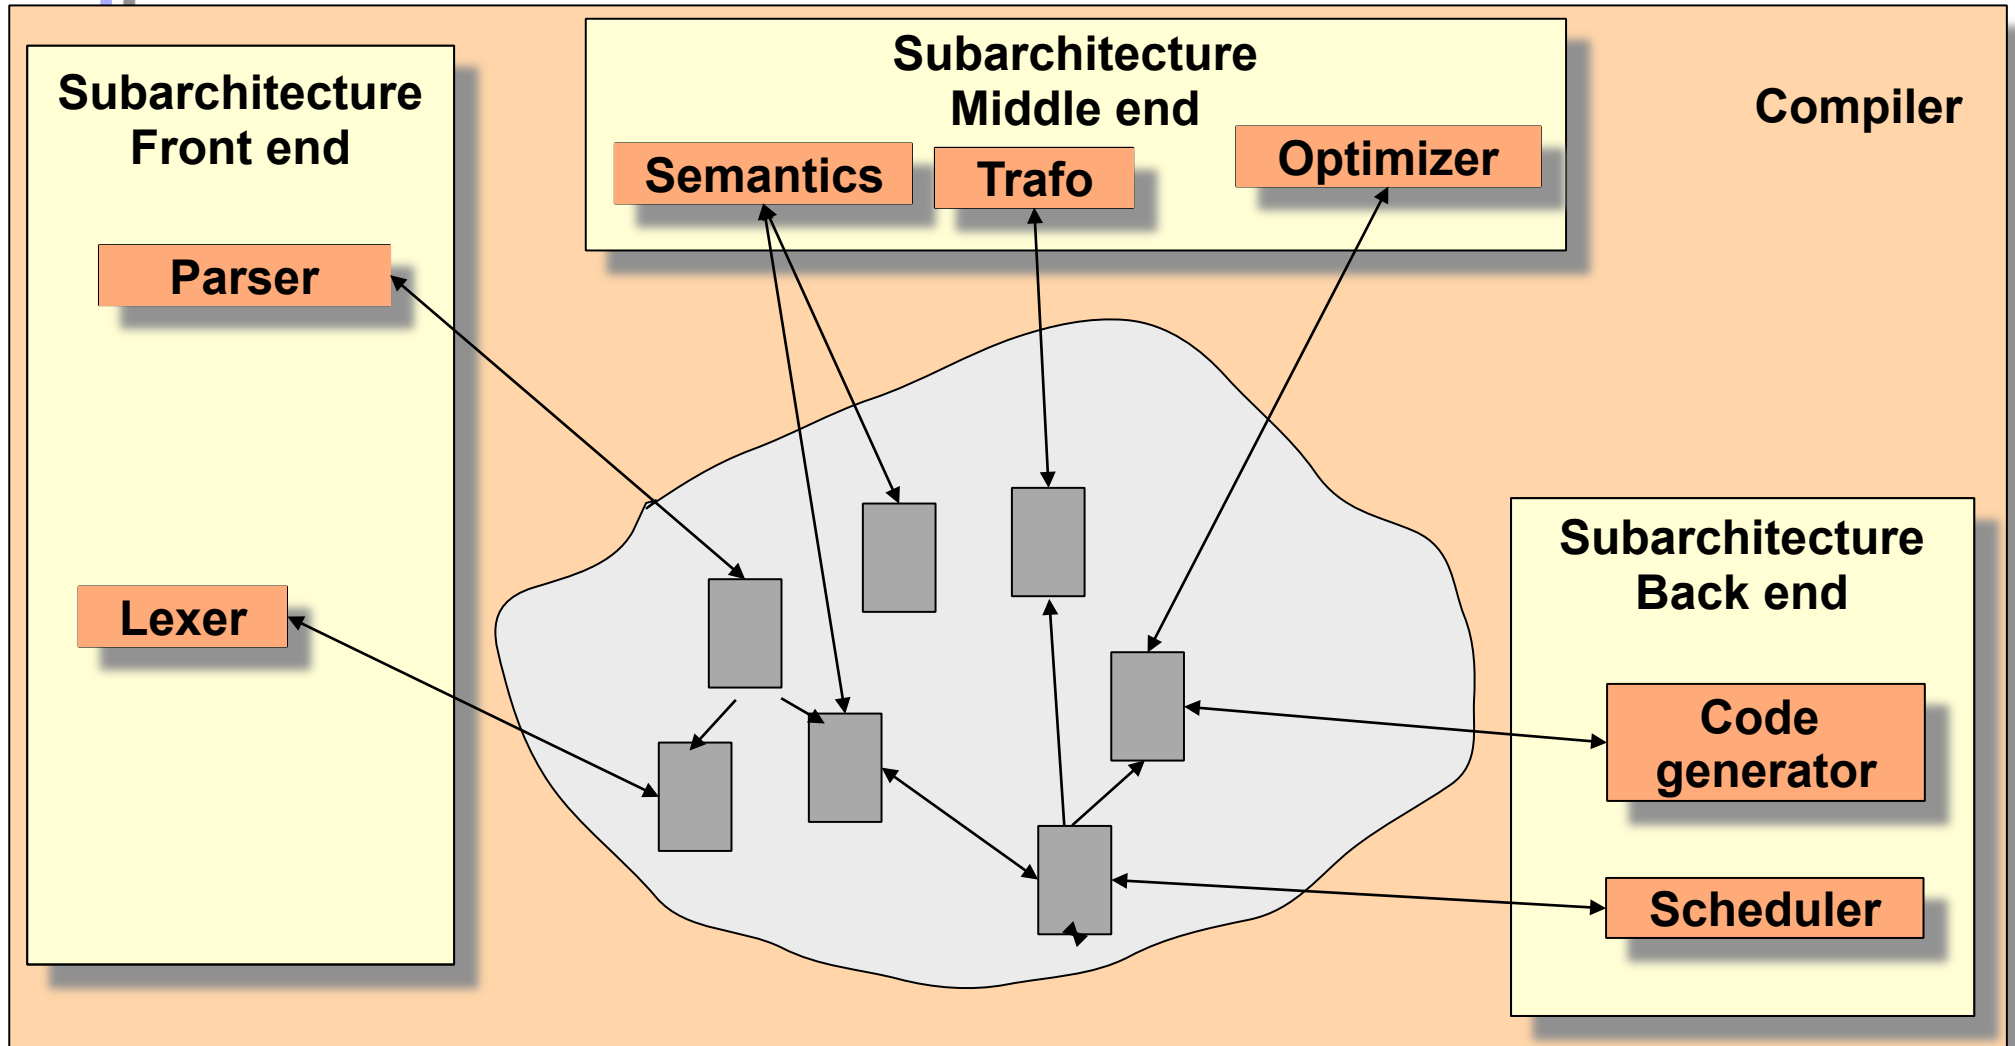 Subarchitecture
Front end
Parser
Lexer
Subarchitecture
Middle end
Semantics
Trafo
Optimizer
Compiler
Subarchitecture
Back end
Code
generator
Scheduler